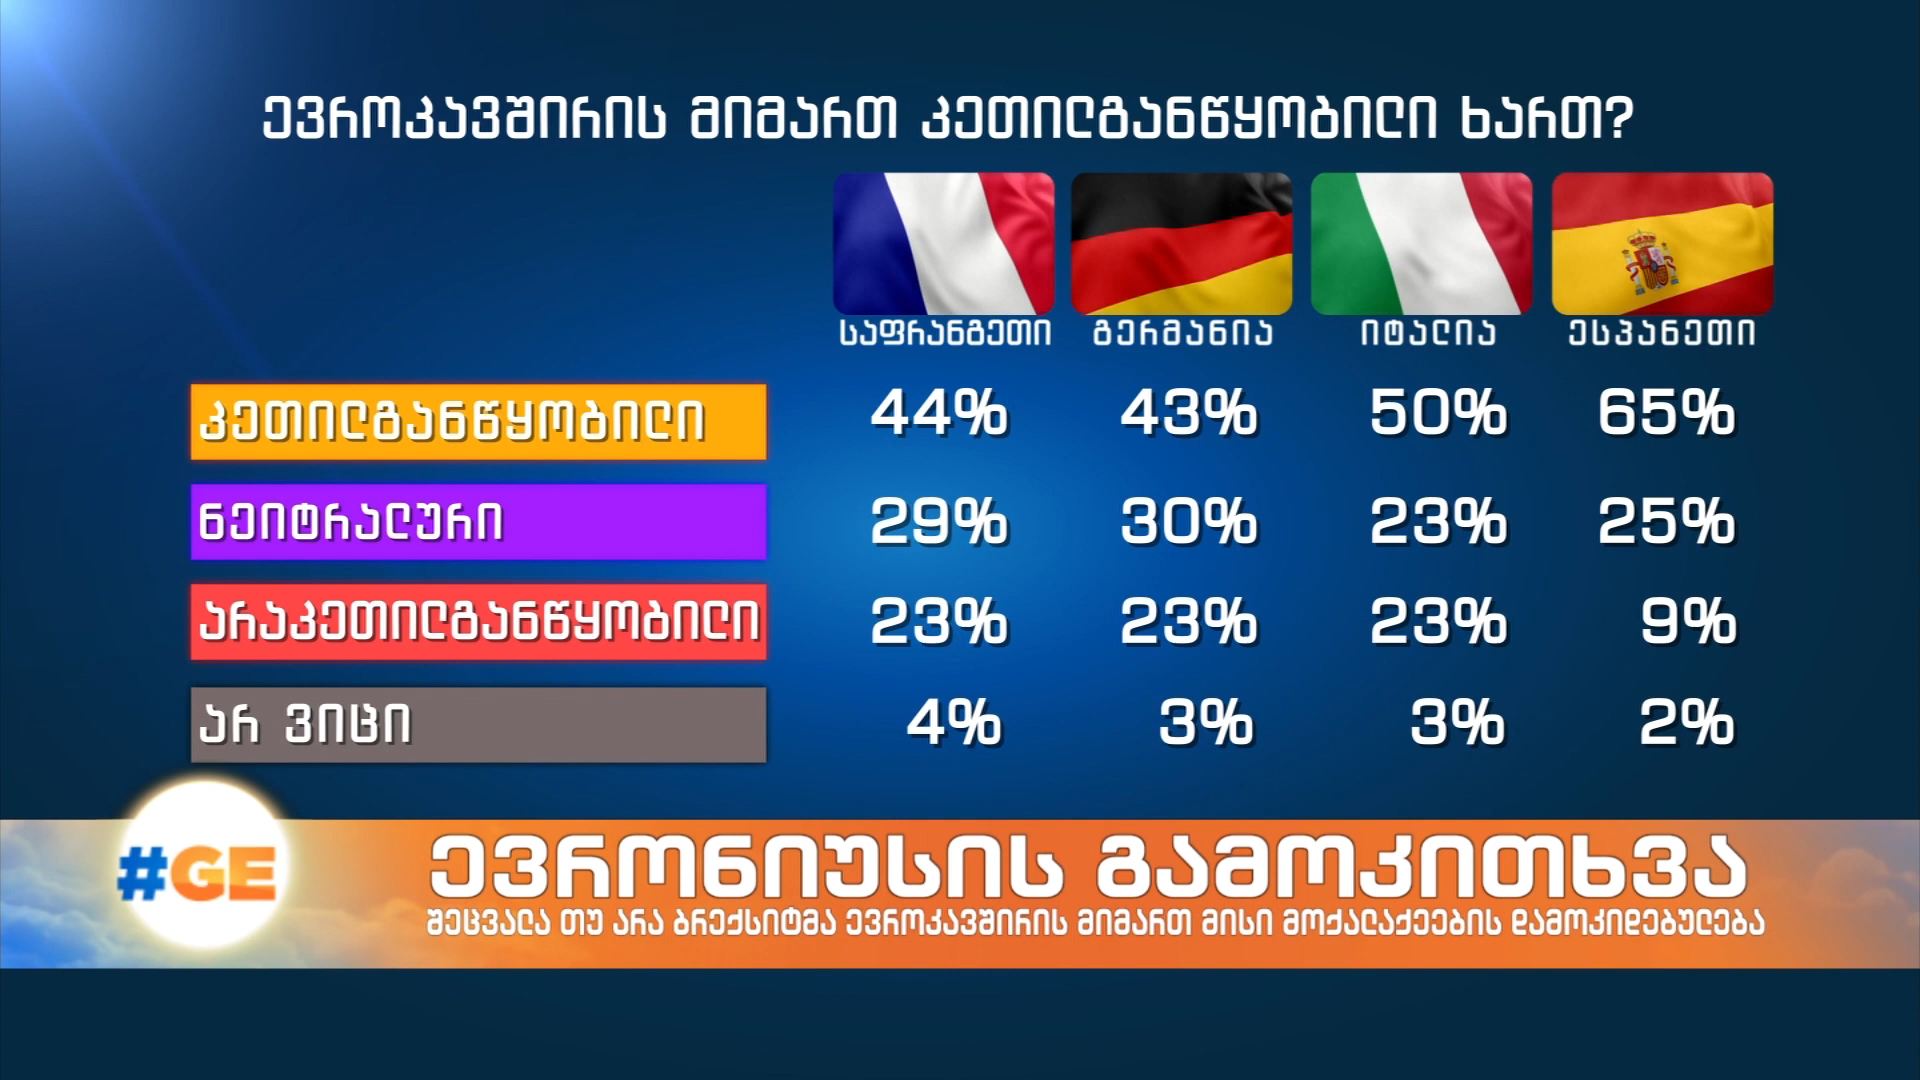 ევროკავშირის მიმართ კეთილგანწყობილი ხართ?
საფრანგეთი გერმანია იტალია ესპანეთი
კეთილგანწყობილი 44% 43% 50% 65%
ნეიტრალური 29% 30% 23% 25%
არაკეთილგანწყობილი 23% 23% 23% 9%
არ ვიცი 4% 3% 3% 2%
#GE
ევრონიუსის გამოკითხვა
შეცვალა თუ არა ბრექსიტმა ევროკავშირის მიმართ მისი მოქალაქეების დამოკიდებულება